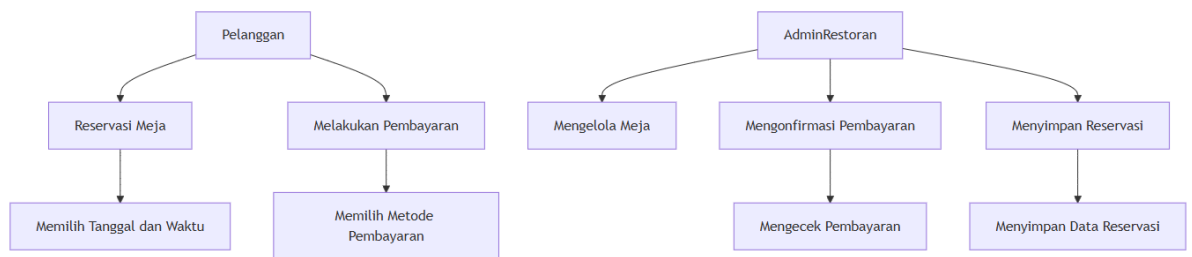 Pelanggan
AdminRestoran
Reservasi Meja
Melakukan Pembayaran
Mengelola Meja
Mengonfirmasi Pembayaran
Menyimpan Reservasi
Memilih Tanggal dan Waktu
Memilih Metode
Pembayaran
Mengecek Pembayaran
Menyimpan Data Reservasi